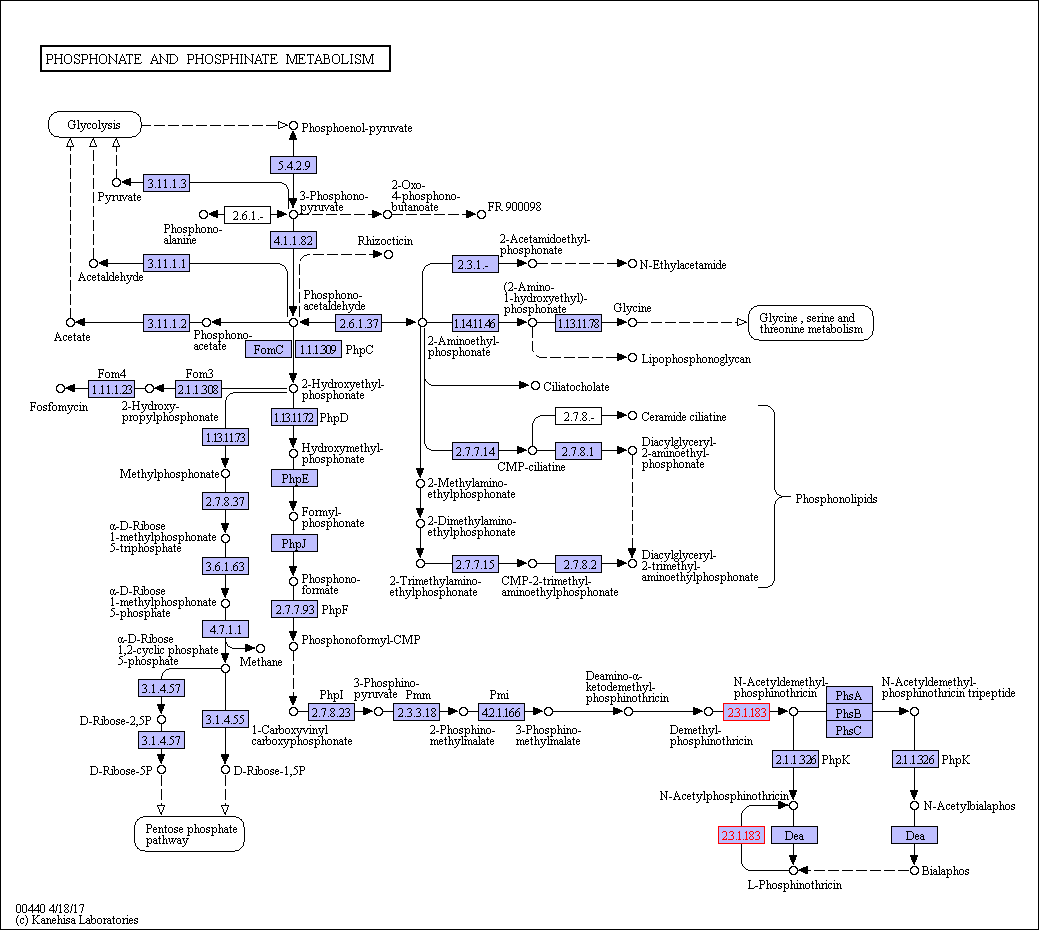 PHOSPHONATE AND PHOSPHINATE METABOLISM
Glycolysis
Phosphoenol-pyruvate
5.4.2.9
3.11.1.3
Pyruvate
3-Phosphono-
pyruvate
2-Oxo-
4-phosphono-
butanoate
FR 900098
2.6.1.-
Phosphono-
alanine
4.1.1.82
Rhizocticin
3.11.1.1
Acetaldehyde
2.3.1.-
2-Acetamidoethyl-
phosphonate
N-Ethylacetamide
Phosphono-
acetaldehyde
(2-Amino-
1-hydroxyethyl)-
phosphonate
Glycine
Glycine , serine and
threonine metabolism
3.11.1.2
Acetate
Phosphono-
acetate
2.6.1.37
1.14.11.46
1.13.11.78
2-Aminoethyl-
phosphonate
FomC
1.1.1.309
PhpC
Lipophosphonoglycan
Fom4
1.11.1.23
Fom3
2.1.1.308
Fosfomycin
2-Hydroxy-
propylphosphonate
2-Hydroxyethyl-
phosphonate
Ciliatocholate
1.13.11.72
PhpD
2.7.8.-
Ceramide ciliatine
1.13.11.73
Hydroxymethyl-
phosphonate
2.7.7.14
CMP-ciliatine
2.7.8.1
Diacylglyceryl-
2-aminoethyl-
phosphonate
Methylphosphonate
PhpE
2-Methylamino-
ethylphosphonate
Phosphonolipids
2.7.8.37
Formyl-
phosphonate
2-Dimethylamino-
ethylphosphonate
α-D-Ribose
1-methylphosphonate
5-triphosphate
PhpJ
3.6.1.63
2.7.7.15
2.7.8.2
Diacylglyceryl-
2-trimethyl-
aminoethylphosphonate
2-Trimethylamino-
ethylphosphonate
CMP-2-trimethyl-
aminoethylphosphonate
Phosphono-
formate
α-D-Ribose
1-methylphosphonate
5-phosphate
2.7.7.93
PhpF
4.7.1.1
Phosphonoformyl-CMP
α-D-Ribose
1,2-cyclic phosphate
5-phosphate
Methane
3.1.4.57
D-Ribose-2,5P
3.1.4.55
3.1.4.57
D-Ribose-5P
D-Ribose-1,5P
Pentose phosphate
pathway
PhpI
2.7.8.23
1-Carboxyvinyl
carboxyphosphonate
3-Phosphino-
pyruvate
Pmm
2.3.3.18
2-Phosphino-
methylmalate
Pmi
4.2.1.166
3-Phosphino-
methylmalate
Deamino-α-
ketodemethyl-
phosphinothricin
Demethyl-
phosphinothricin
2.3.1.183
N-Acetyldemethyl-
phosphinothricin
PhsA
PhsB
PhsC
N-Acetyldemethyl-
phosphinothricin tripeptide
2.1.1.326
PhpK
2.1.1.326
PhpK
N-Acetylphosphinothricin
N-Acetylbialaphos
2.3.1.183
Dea
Dea
L-Phosphinothricin
Bialaphos
00440 4/18/17
(c) Kanehisa Laboratories